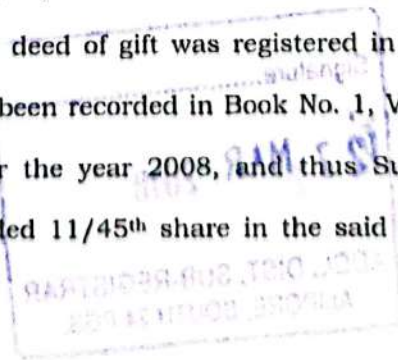 deed of gift was registered in
been recorded in Book No. 1, V
r the year 2008, and thus Su
ded 11/45th share in the said